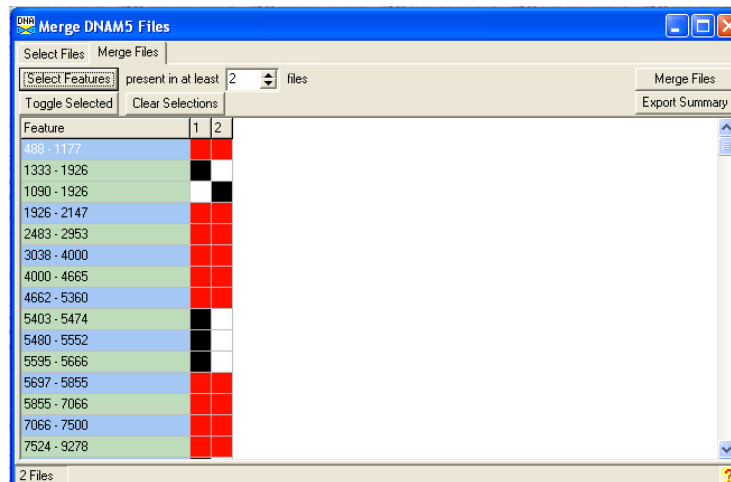 DNA Merge DNAM5 Files
Select Files Merge Files
Select Features present in at least 2 files Merge Files
Toggle Selected Clear Selections Export Summary
Feature 1 2
488 - 1177
1333 - 1926
1090 - 1926
1926 - 2147
2483 - 2953
3038 - 4000
4000 - 4665
4662 - 5360
5403 - 5474
5480 - 5552
5595 - 5666
5697 - 5855
5855 - 7066
7066 - 7500
7524 - 9278
2 Files ?